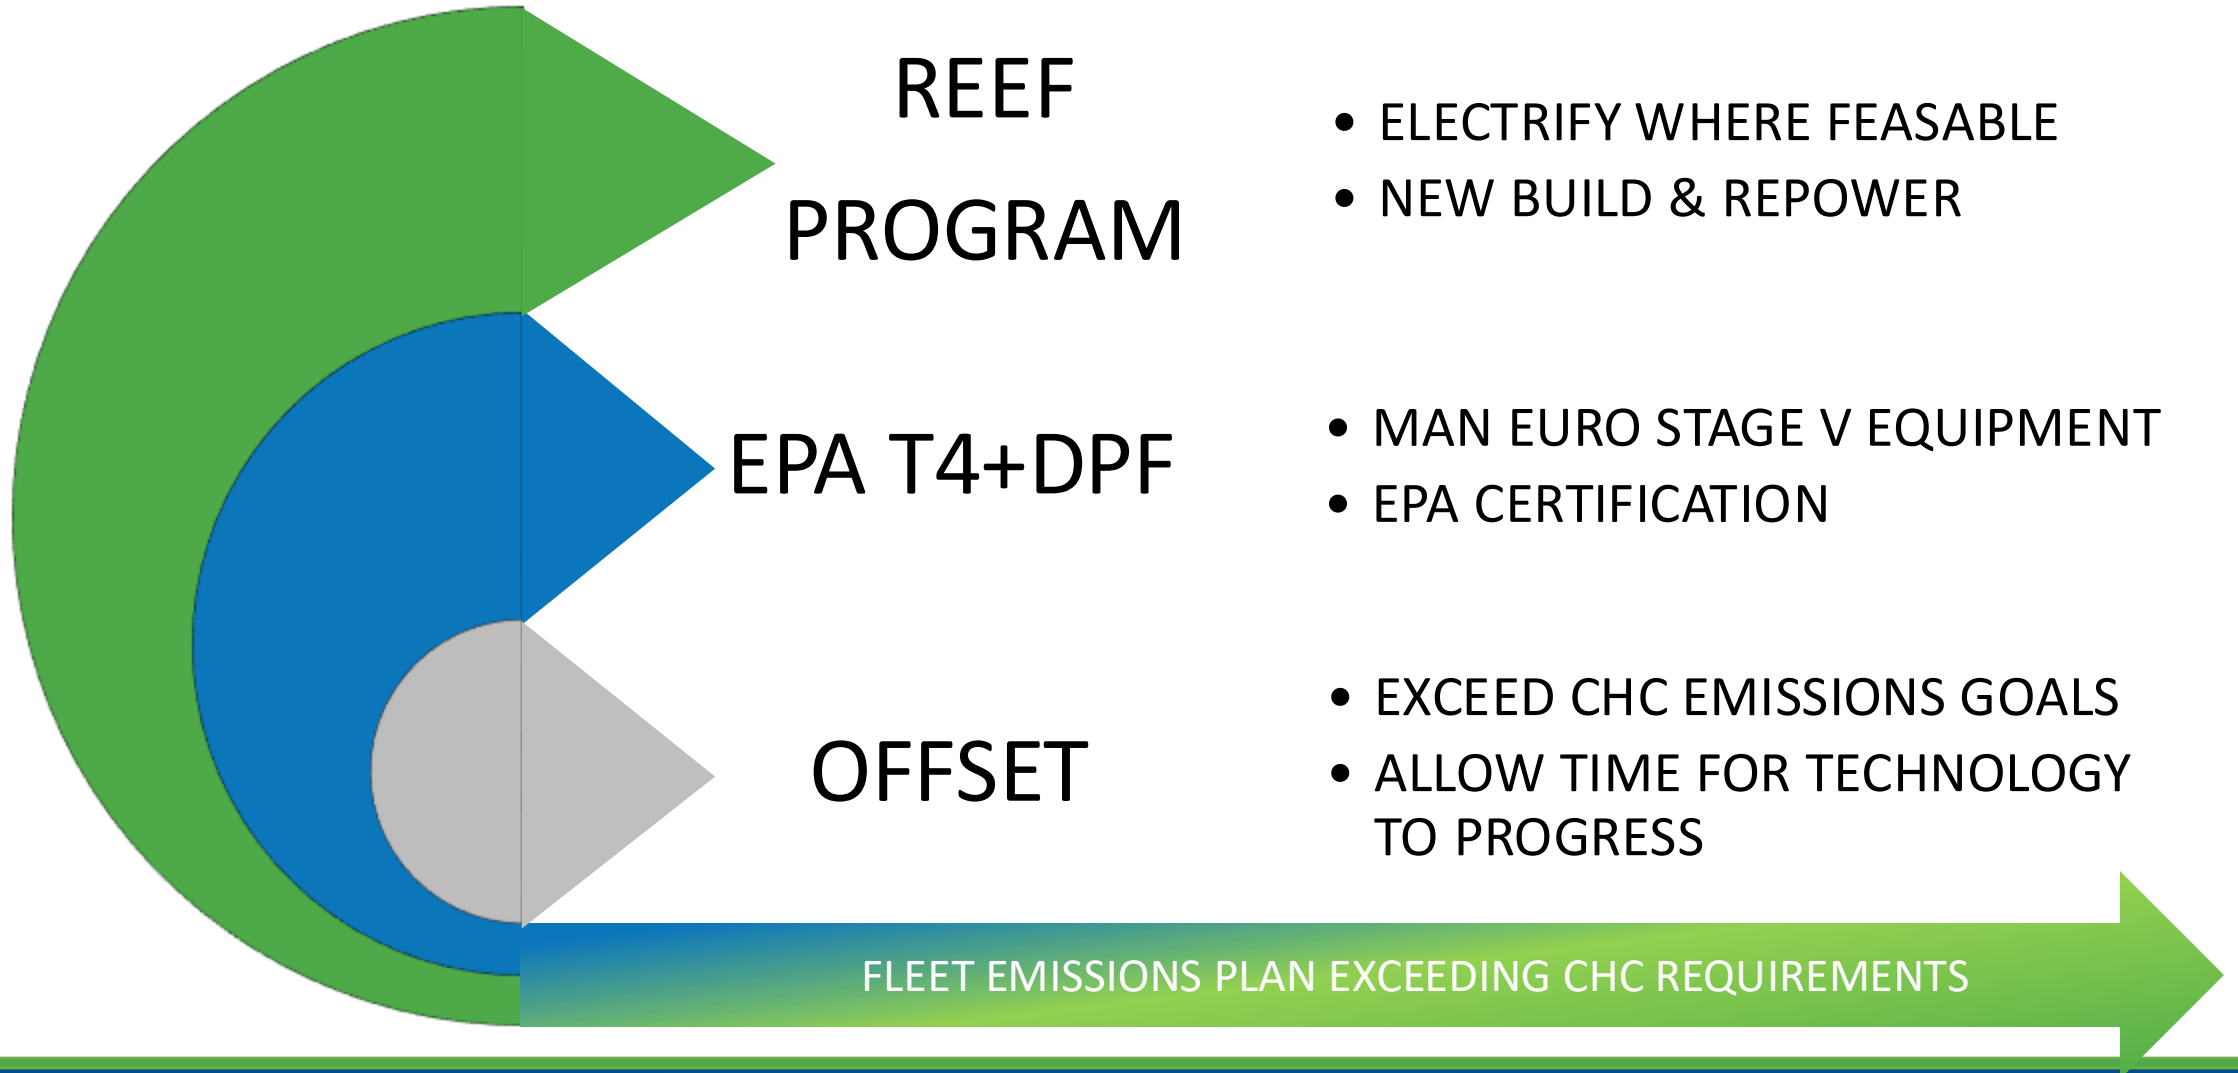 REEF
PROGRAM
• ELECTRIFY WHERE FEASABLE
• NEW BUILD & REPOWER
EPA T4+DPF
• MAN EURO STAGE V EQUIPMENT
• EPA CERTIFICATION
OFFSET
• EXCEED CHC EMISSIONS GOALS
• ALLOW TIME FOR TECHNOLOGY
TO PROGRESS
FLEET EMISSIONS PLAN EXCEEDING CHC REQUIREMENTS